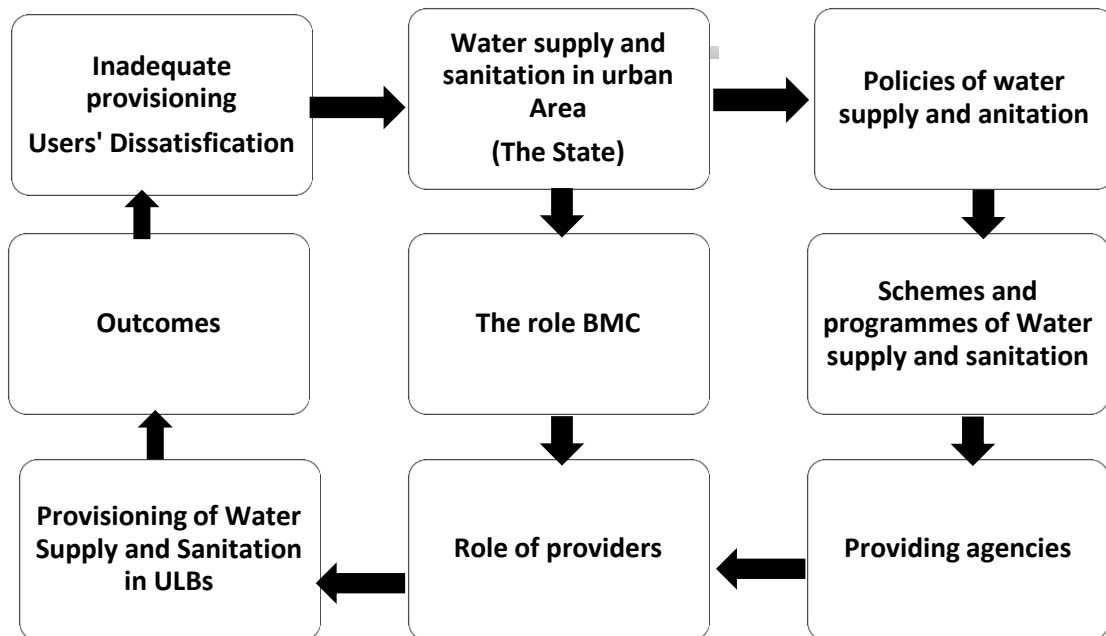 Inadequate
provisioning
Users' Dissatisfication
Water supply and
sanitation in urban
Area
(The State)
Policies of water
supply and anitation
Outcomes
The role BMC
Schemes and
programmes of Water
supply and sanitation
Provisioning of Water
Supply and Sanitation
in ULBs
Role of providers
Providing agencies